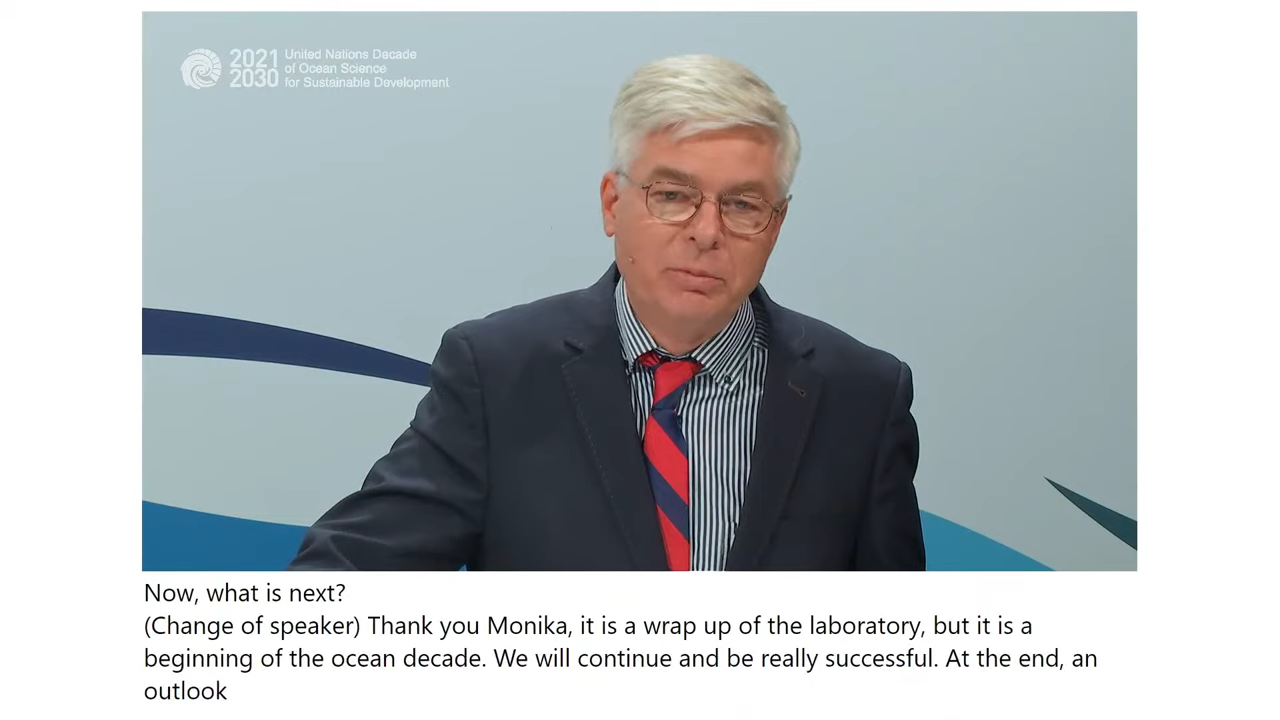 2021
2030
United Nations Decade
of Ocean Science
for Sustainable Development
Now, what is next?
(Change of speaker) Thank you Monika, it is a wrap up of the laboratory, but it is a
beginning of the ocean decade. We will continue and be really successful. At the end, an
outlook